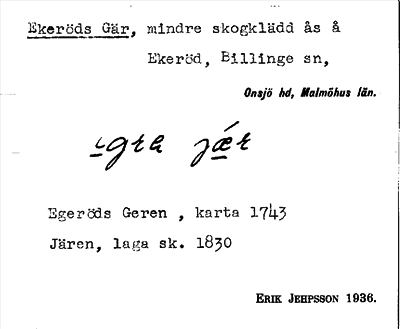 Ekeröds Gär, mindre skogklädd ås å
Ekeröd, Billinge sn,
Onsjö hd, Malmöhus län.
Egeröds Geren , karta 1743
Jären, laga sk. 1830
ERIK JEHPSSON 1936.